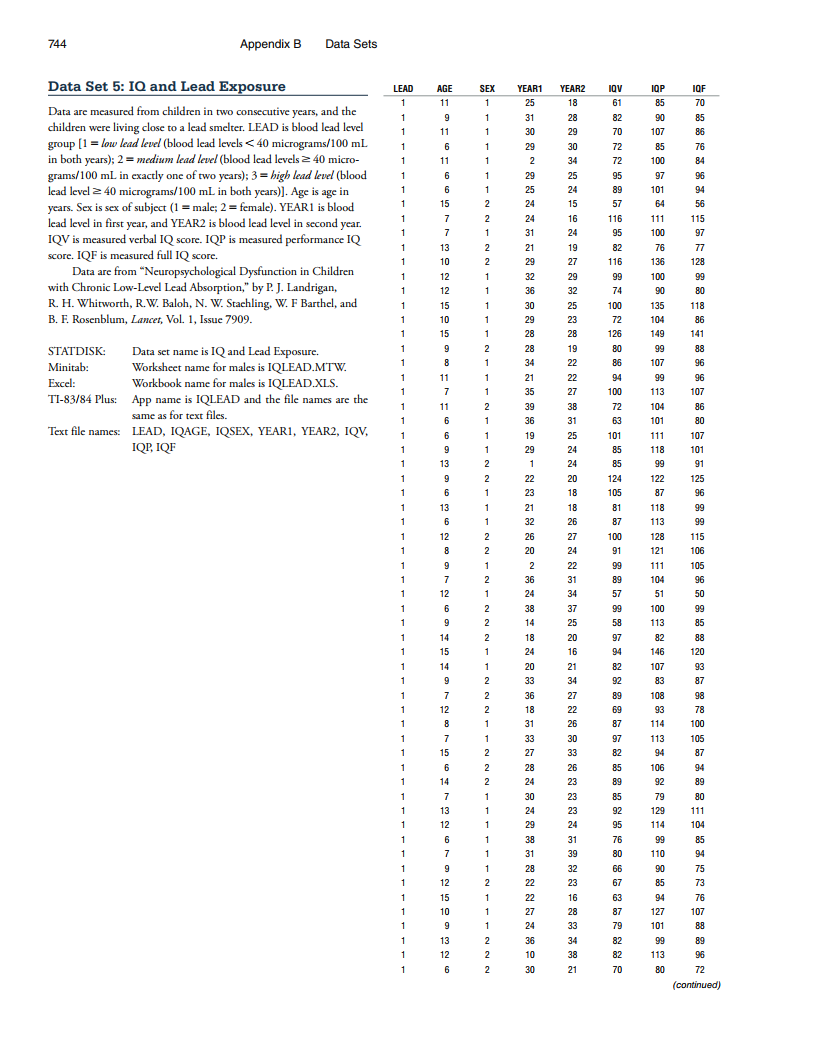 744 Appendix B Data Sets
Data Set 5: IQ and Lead Exposure
Data are measured from children in two consecutive years, and the
children were living close to a lead smelter. LEAD is blood lead level
group [1 = low lead level (blood lead levels < 40 micrograms/100 mL
in both years); 2 = medium lead level (blood lead levels ≥ 40 micro-
grams/100 mL in exactly one of two years); 3 = high lead level (blood
lead level ≥ 40 micrograms/100 mL in both years)]. Age is age in
years. Sex is sex of subject (1 = male; 2 = female). YEAR1 is blood
lead level in first year, and YEAR2 is blood lead level in second year.
IQV is measured verbal IQ score. IQP is measured performance IQ
score. IQF is measured full IQ score.
Data are from “Neuropsychological Dysfunction in Children
with Chronic Low-Level Lead Absorption,” by P. J. Landrigan,
R. H. Whitworth, R.W. Baloh, N. W. Staehling, W. F Barthel, and
B. F. Rosenblum, Lancet, Vol. 1, Issue 7909.
STATDISK: Data set name is IQ and Lead Exposure.
Minitab: Worksheet name for males is IQLEAD.MTW.
Excel: Workbook name for males is IQLEAD.XLS.
TI-83/84 Plus: App name is IQLEAD and the file names are the
same as for text files.
Text file names: LEAD, IQAGE, IQSEX, YEAR1, YEAR2, IQV,
IQP, IQF
LEAD AGE SEX YEAR1 YEAR2 IQV IQP IQF
1 11 1 25 18 61 85 70
1 9 1 31 28 82 90 85
1 11 1 30 29 70 107 86
1 6 1 29 30 72 85 76
1 11 1 2 34 72 100 84
1 6 1 29 25 95 97 96
1 6 1 25 24 89 101 94
1 15 2 24 15 57 64 56
1 7 2 24 16 116 111 115
1 7 1 31 24 95 100 97
1 13 2 21 19 82 76 77
1 10 2 29 27 116 136 128
1 12 1 32 29 99 100 99
1 12 1 36 32 74 90 80
1 15 1 30 25 100 135 118
1 10 1 29 23 72 104 86
1 15 1 28 28 126 149 141
1 9 2 28 19 80 99 88
1 8 1 34 22 86 107 96
1 11 1 21 22 94 99 96
1 7 1 35 27 100 113 107
1 11 2 39 38 72 104 86
1 6 1 36 31 63 101 80
1 6 1 19 25 101 111 107
1 9 1 29 24 85 118 101
1 13 2 1 24 85 99 91
1 9 2 22 20 124 122 125
1 6 1 23 18 105 87 96
1 13 1 21 18 81 118 99
1 6 1 32 26 87 113 99
1 12 2 26 27 100 128 115
1 8 2 20 24 91 121 106
1 9 1 2 22 99 111 105
1 7 2 36 31 89 104 96
1 12 1 24 34 57 51 50
1 6 2 38 37 99 100 99
1 9 2 14 25 58 113 85
1 14 2 18 20 97 82 88
1 15 1 24 16 94 146 120
1 14 1 20 21 82 107 93
1 9 2 33 34 92 83 87
1 7 2 36 27 89 108 98
1 12 2 18 22 69 93 78
1 8 1 31 26 87 114 100
1 7 1 33 30 97 113 105
1 15 2 27 33 82 94 87
1 6 2 28 26 85 106 94
1 14 2 24 23 89 92 89
1 7 1 30 23 85 79 80
1 13 1 24 23 92 129 111
1 12 1 29 24 95 114 104
1 6 1 38 31 76 99 85
1 7 1 31 39 80 110 94
1 9 1 28 32 66 90 75
1 12 2 22 23 67 85 73
1 15 1 22 16 63 94 76
1 10 1 27 28 87 127 107
1 9 1 24 33 79 101 88
1 13 2 36 34 82 99 89
1 12 2 10 38 82 113 96
1 6 2 30 21 70 80 72
(continued)